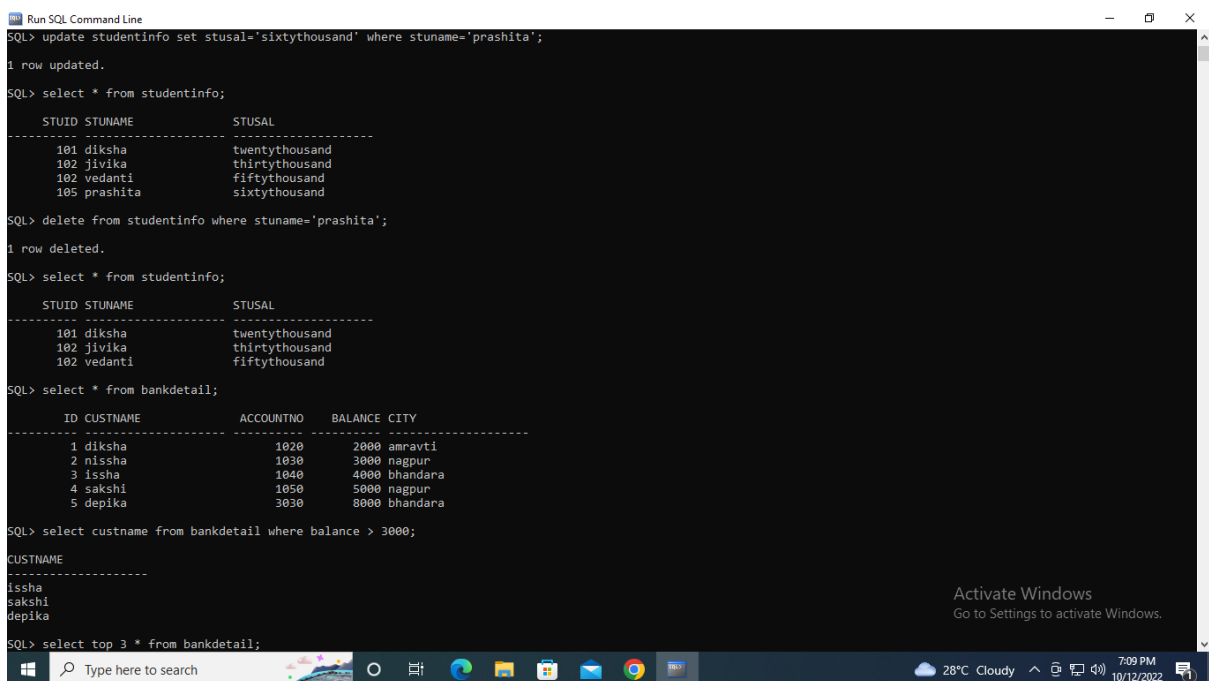 Run SQL Command Line
SQL> update studentinfo set stusal='sixtythousand' where stuname='prashita';
1 row updated.
SQL> select * from studentinfo;
STUID STUNAME STUSAL
---------- -------------------- --------------------
101 diksha twentythousand
102 jivika thirtythousand
102 vedanti fiftythousand
105 prashita sixtythousand
SQL> delete from studentinfo where stuname='prashita';
1 row deleted.
SQL> select * from studentinfo;
STUID STUNAME STUSAL
---------- -------------------- --------------------
101 diksha twentythousand
102 jivika thirtythousand
102 vedanti fiftythousand
SQL> select * from bankdetail;
ID CUSTNAME ACCOUNTNO BALANCE CITY
---------- -------------------- ---------- ---------- --------------------
1 diksha 1020 2000 amravti
2 nissha 1030 3000 nagpur
3 issha 1040 4000 bhandara
4 sakshi 1050 5000 nagpur
5 depika 3030 8000 bhandara
SQL> select custname from bankdetail where balance > 3000;
CUSTNAME
--------------------
issha
sakshi
depika
SQL> select top 3 * from bankdetail;
Activate Windows
Go to Settings to activate Windows.
Type here to search
28°C Cloudy
7:09 PM
10/12/2022